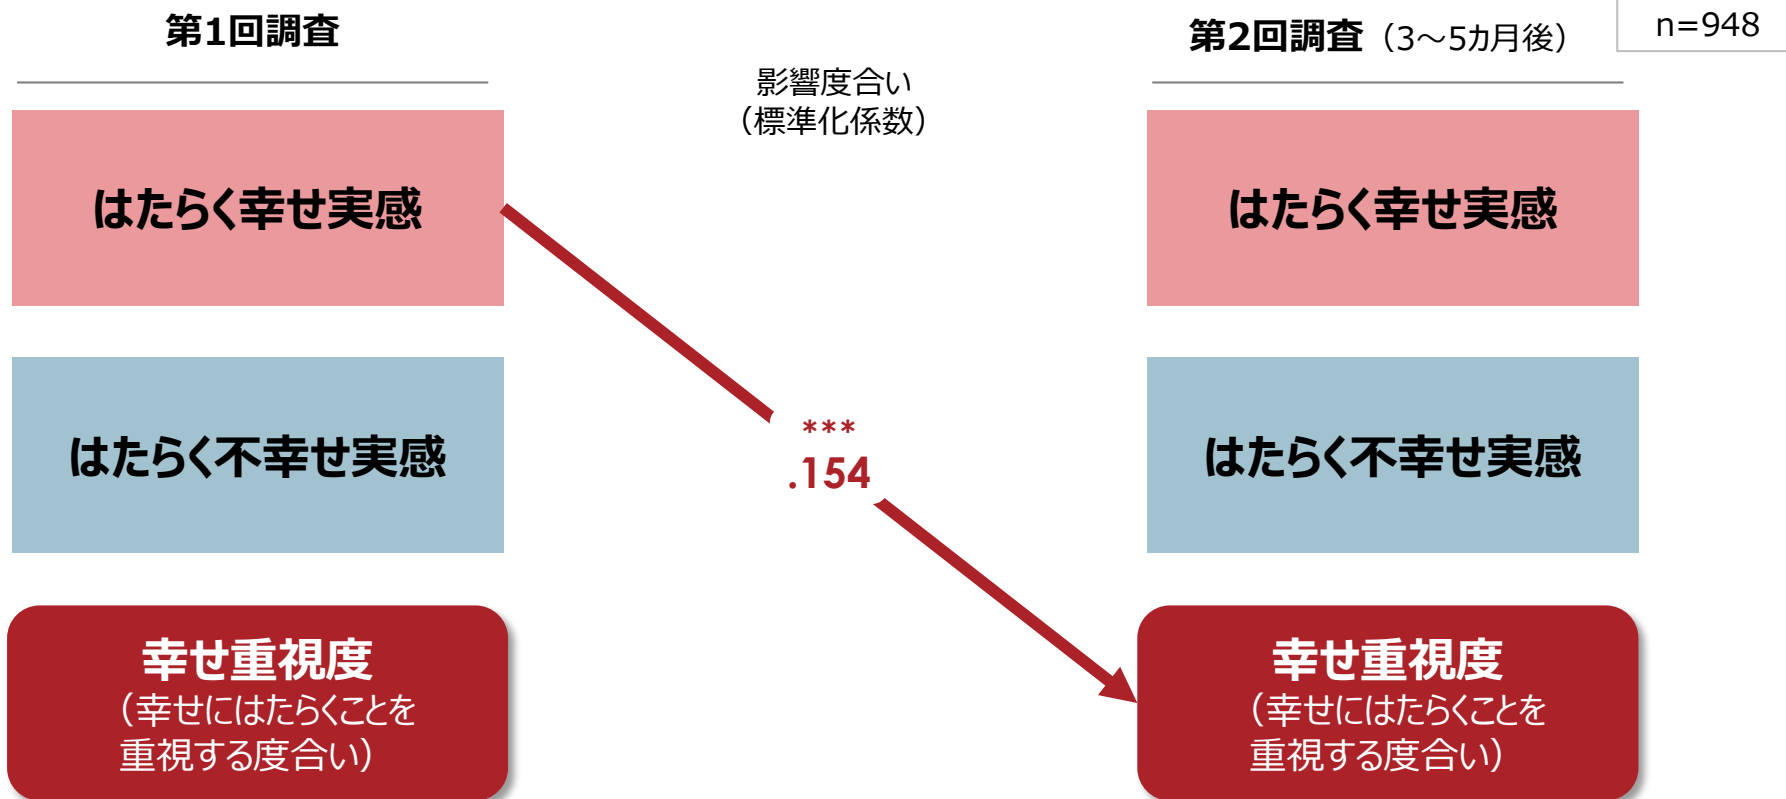 第1回調査
第2回調査（3～5カ月後）
n=948
影響度合い
（標準化係数）
はたらく幸せ実感
はたらく幸せ実感
はたらく不幸せ実感
***
.154
はたらく不幸せ実感
幸せ重視度
（幸せにはたらくことを
重視する度合い）
幸せ重視度
（幸せにはたらくことを
重視する度合い）